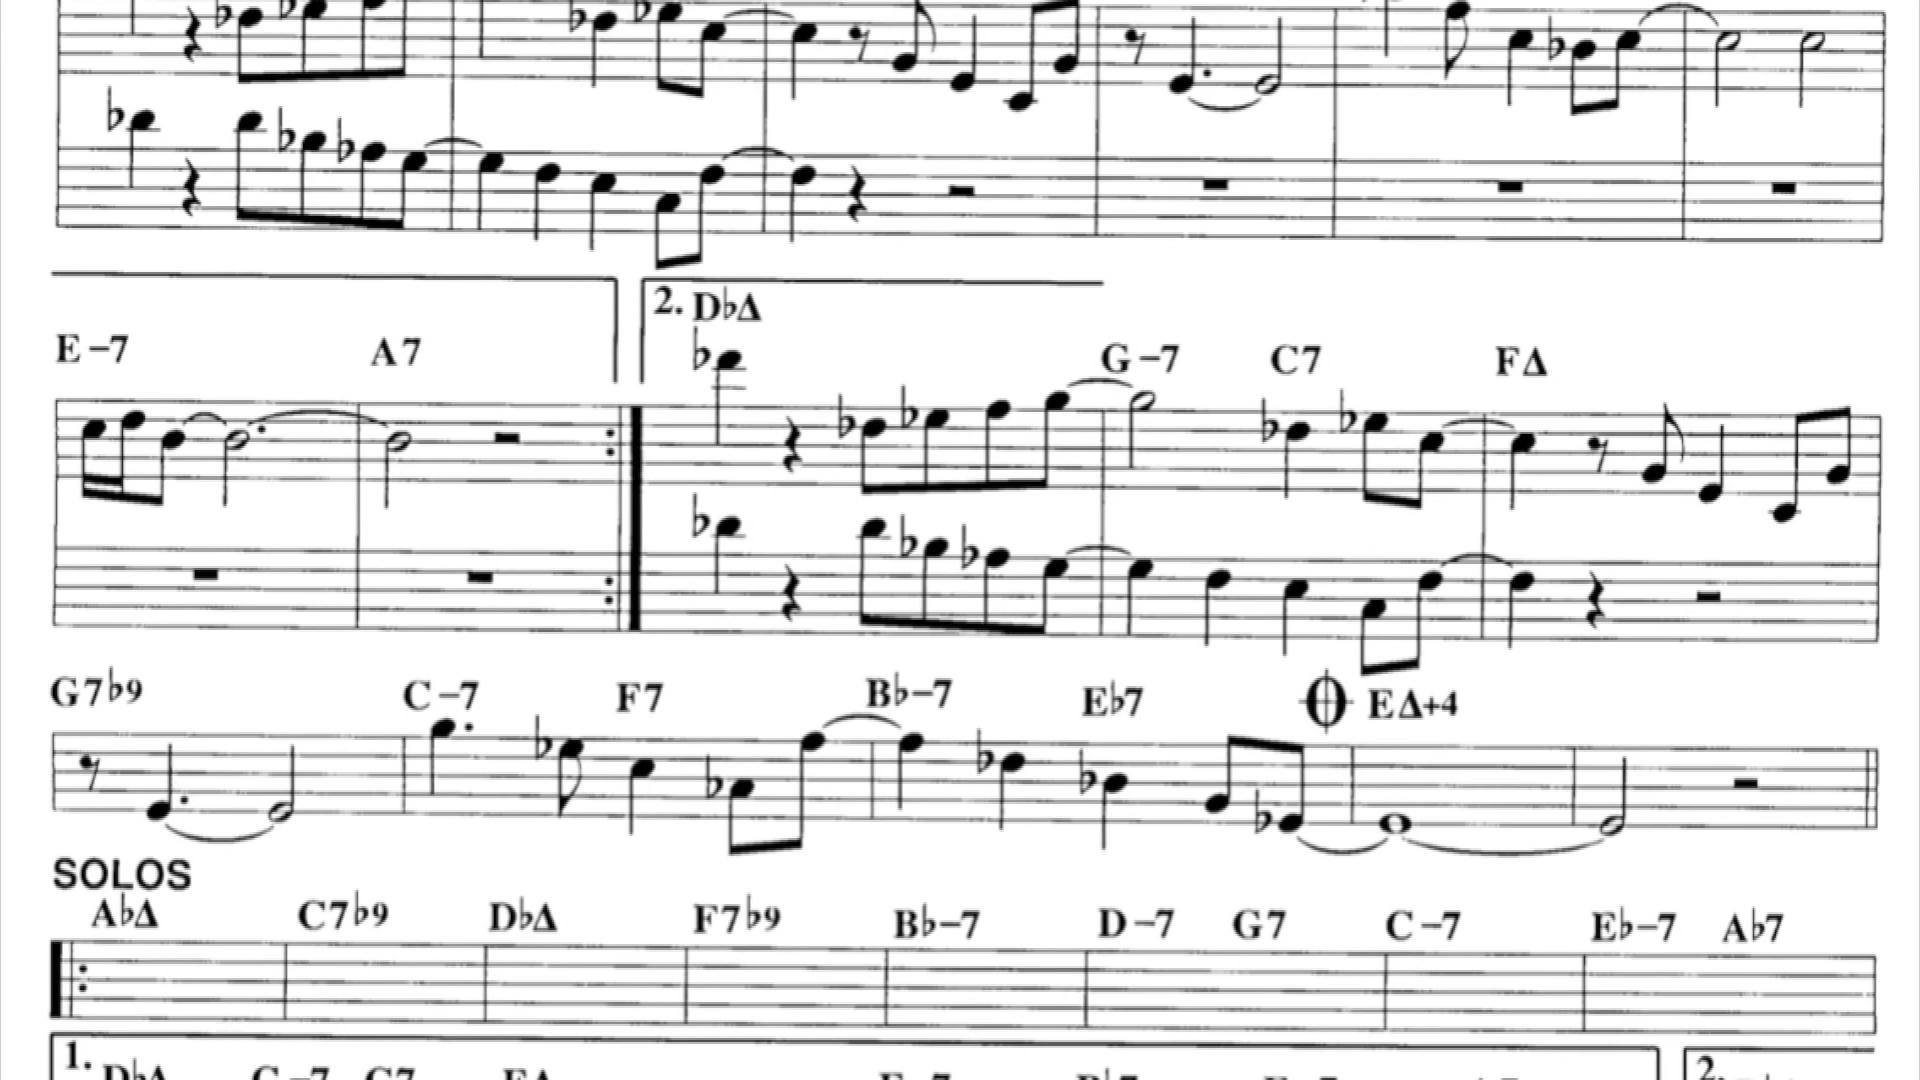 2. D♭Δ
E–7 A7 G–7 C7 FΔ
G7♭9 C–7 F7 B♭–7 E♭7 EΔ+4
SOLOS
A♭Δ C7♭9 D♭Δ F7♭9 B♭–7 D–7 G7 C–7 E♭–7 A♭7
1. 2.